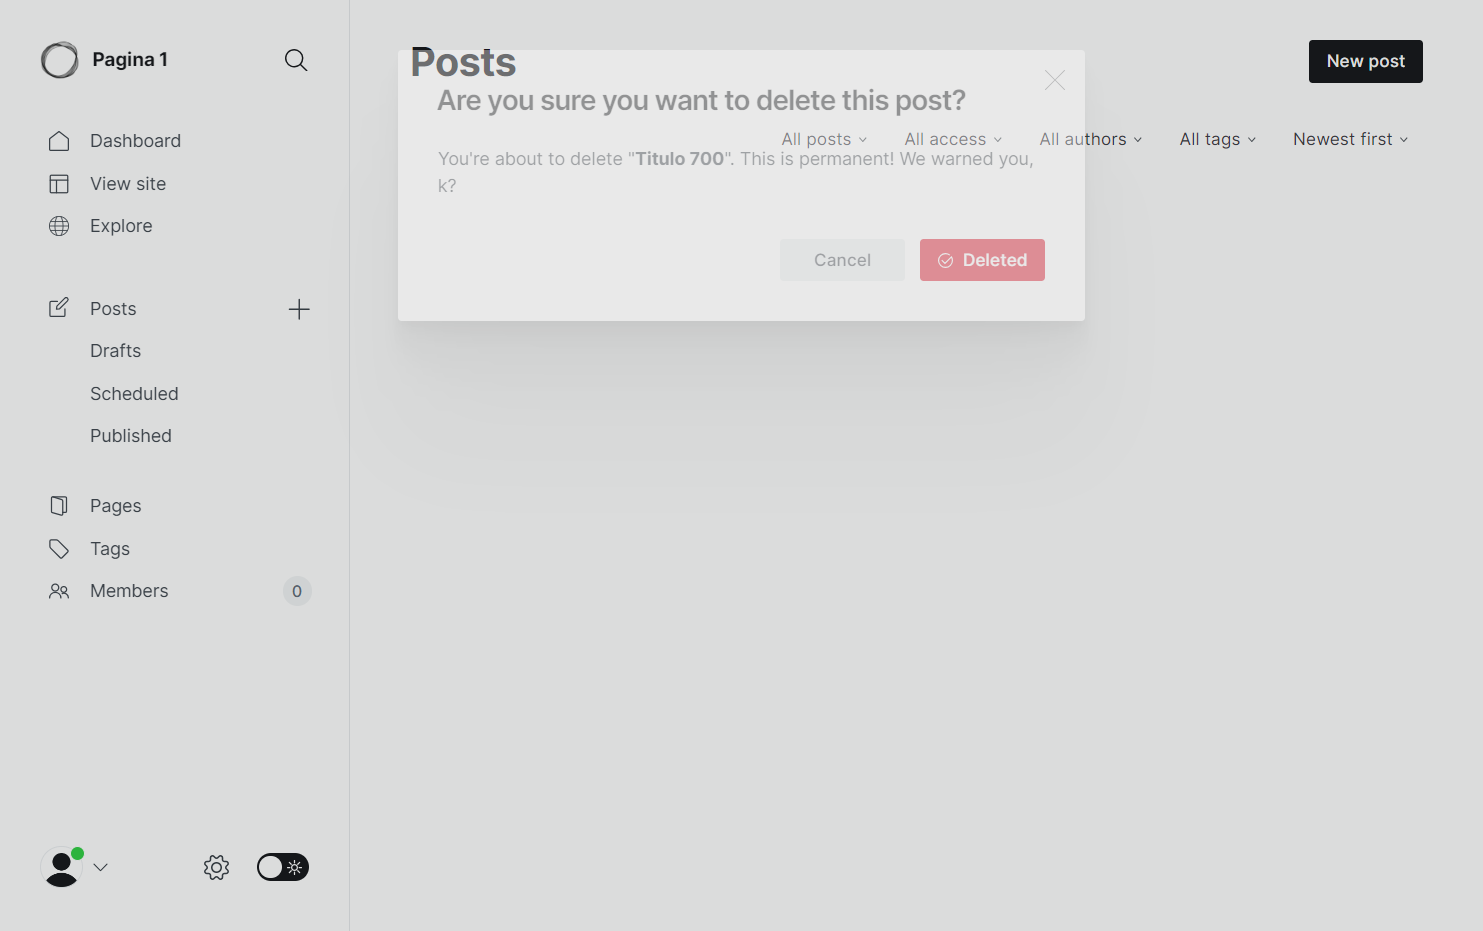 Pagina 1
Dashboard
View site
Explore
Posts
Drafts
Scheduled
Published
Pages
Tags
Members
0
Posts
New post
All posts
All access
All authors
All tags
Newest first
Are you sure you want to delete this post?
You're about to delete "Titulo 700". This is permanent! We warned you,
k?
Cancel
Deleted